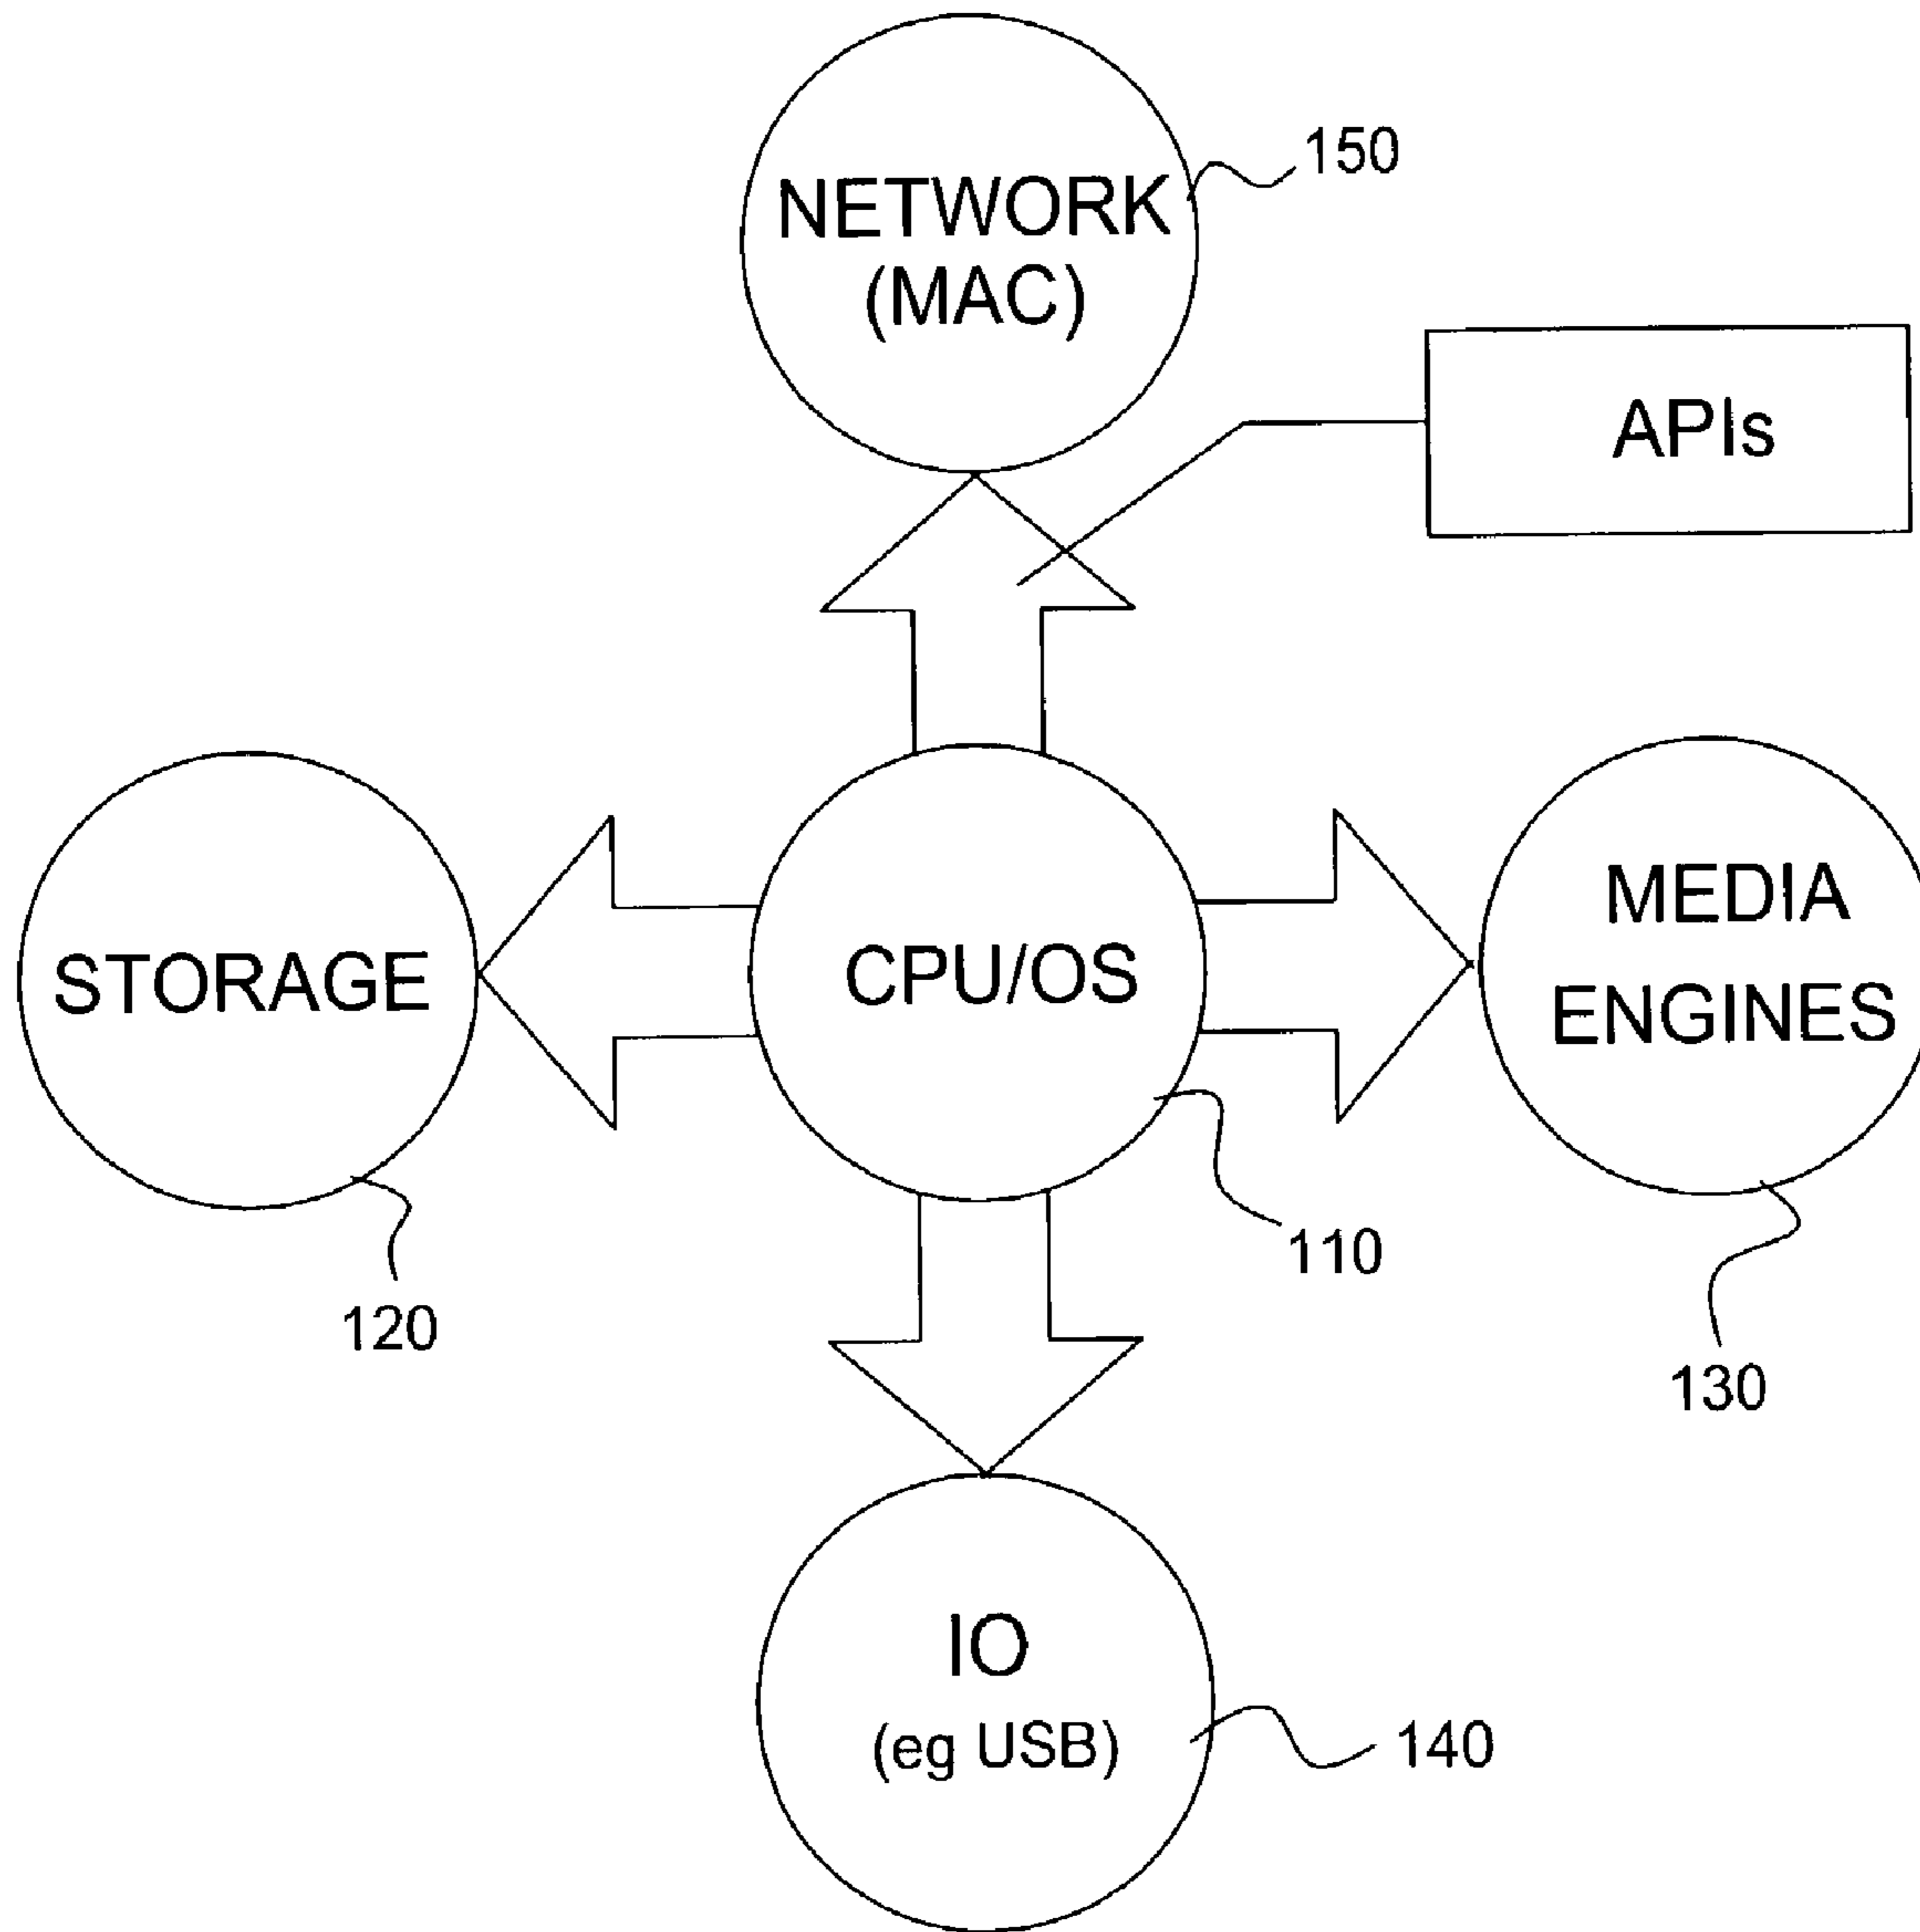 NETWORK
(MAC)
150
APIs
STORAGE
CPU/OS
MEDIA
ENGINES
110
120
130
IO
(eg USB)
140